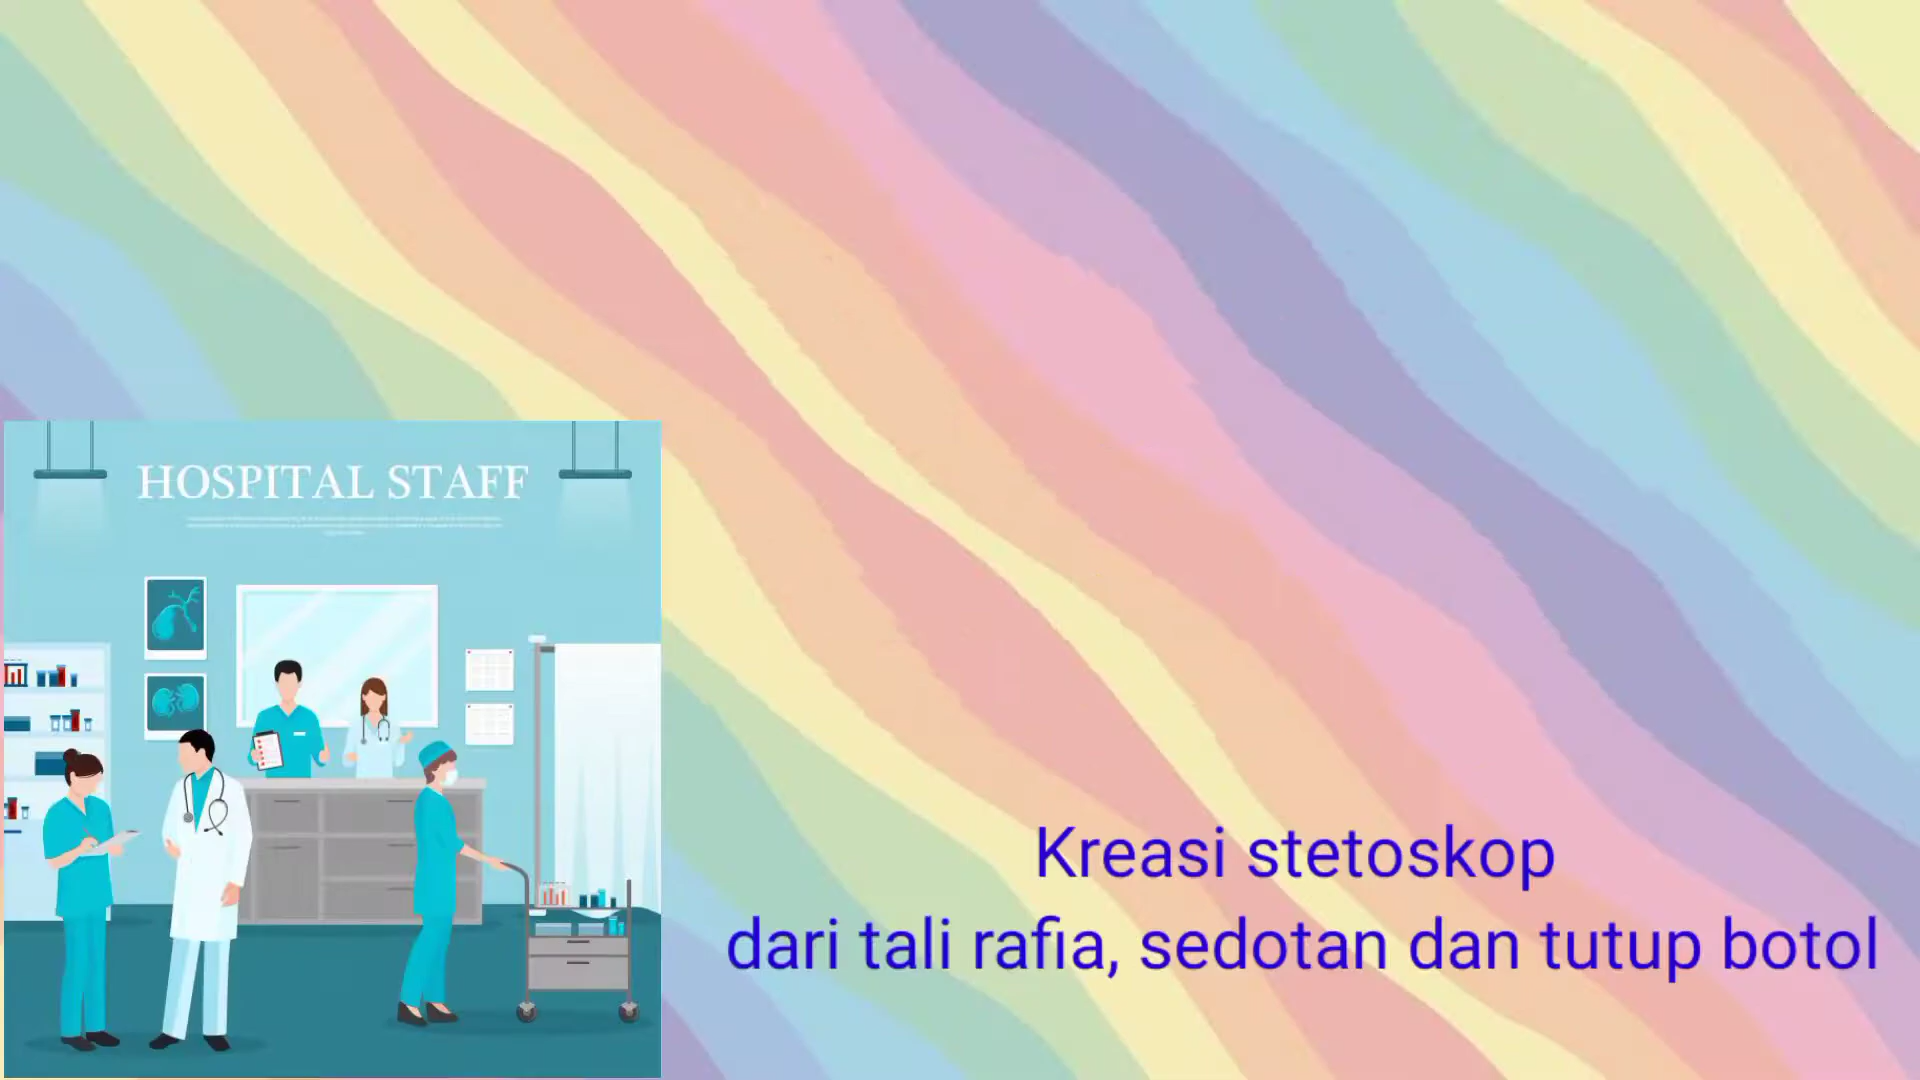 HOSPITAL STAFF
Kreasi stetoskop
dari tali rafia, sedotan dan tutup botol